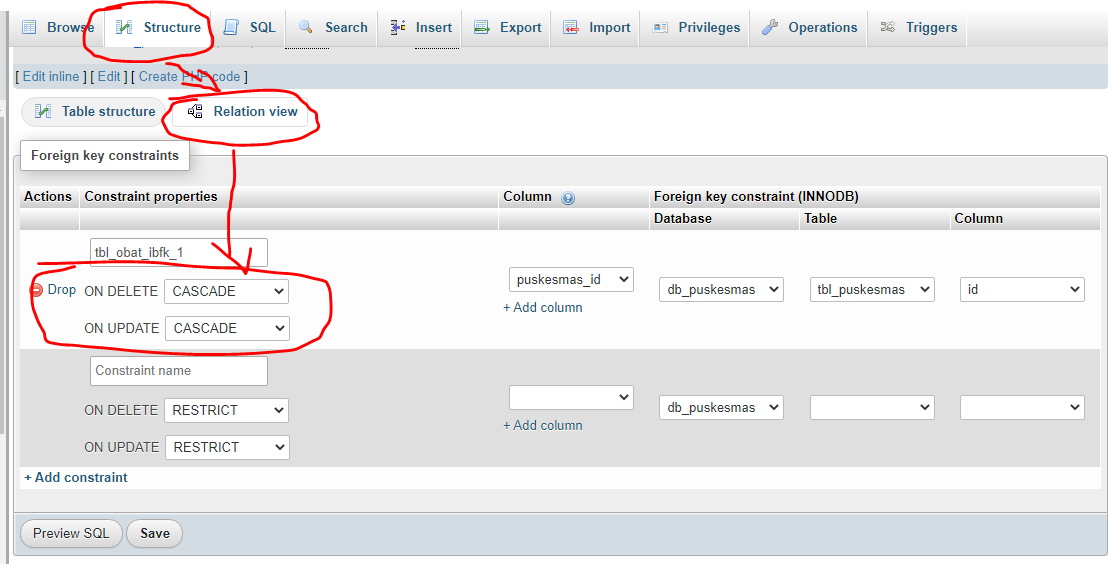 Browse Structure SQL Search Insert Export Import Privileges Operations Triggers
[ Edit inline ] [ Edit ] [ Create PHP code ]
Table structure Relation view
Foreign key constraints
Actions Constraint properties Column Foreign key constraint (INNODB)
Database Table Column
tbl_obat_ibfk_1
Drop ON DELETE CASCADE puskesmas_id db_puskesmas tbl_puskesmas id
+ Add column
ON UPDATE CASCADE
Constraint name
ON DELETE RESTRICT db_puskesmas
+ Add column
ON UPDATE RESTRICT
+ Add constraint
Preview SQL Save